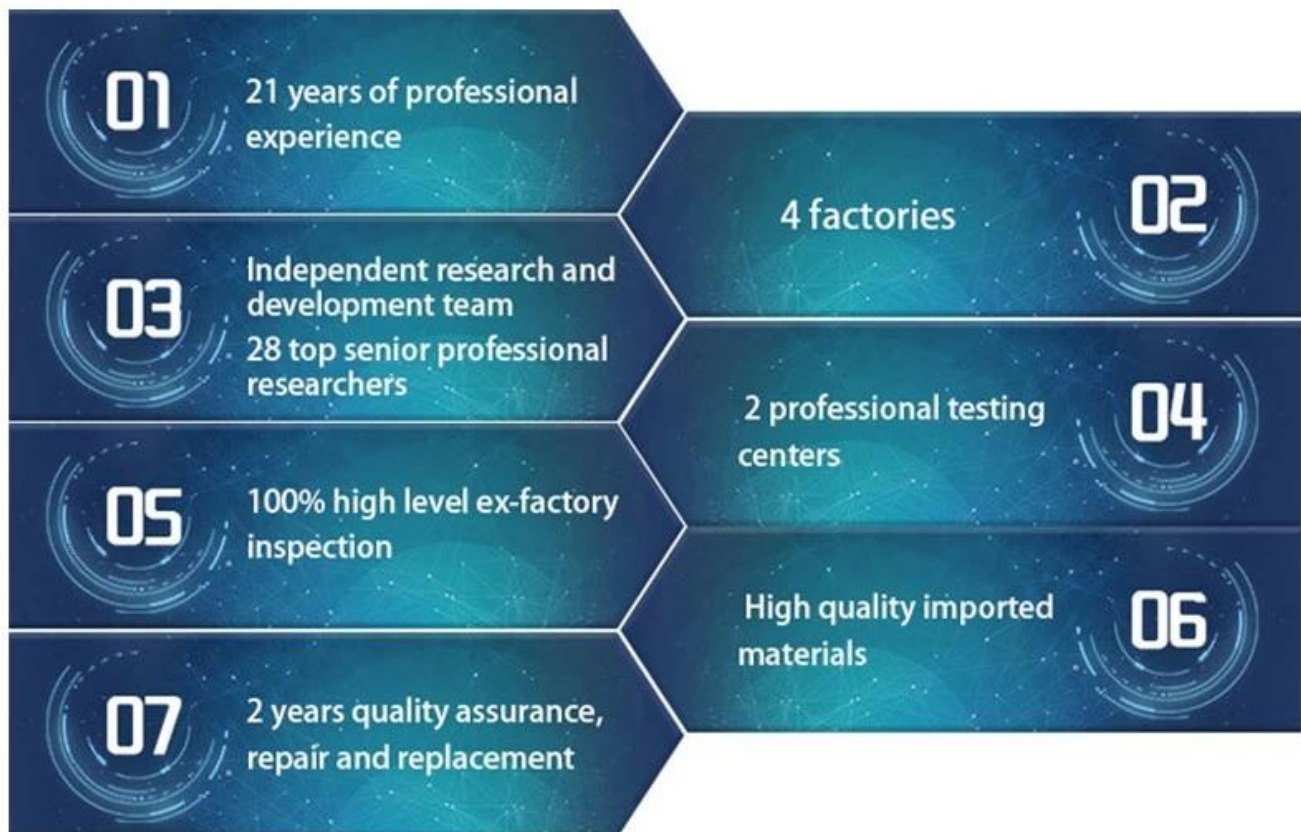 01
21 years of professional
experience
02
4 factories
03
Independent research and
development team
28 top senior professional
researchers
04
2 professional testing
centers
05
100% high level ex-factory
inspection
06
High quality imported
materials
07
2 years quality assurance,
repair and replacement